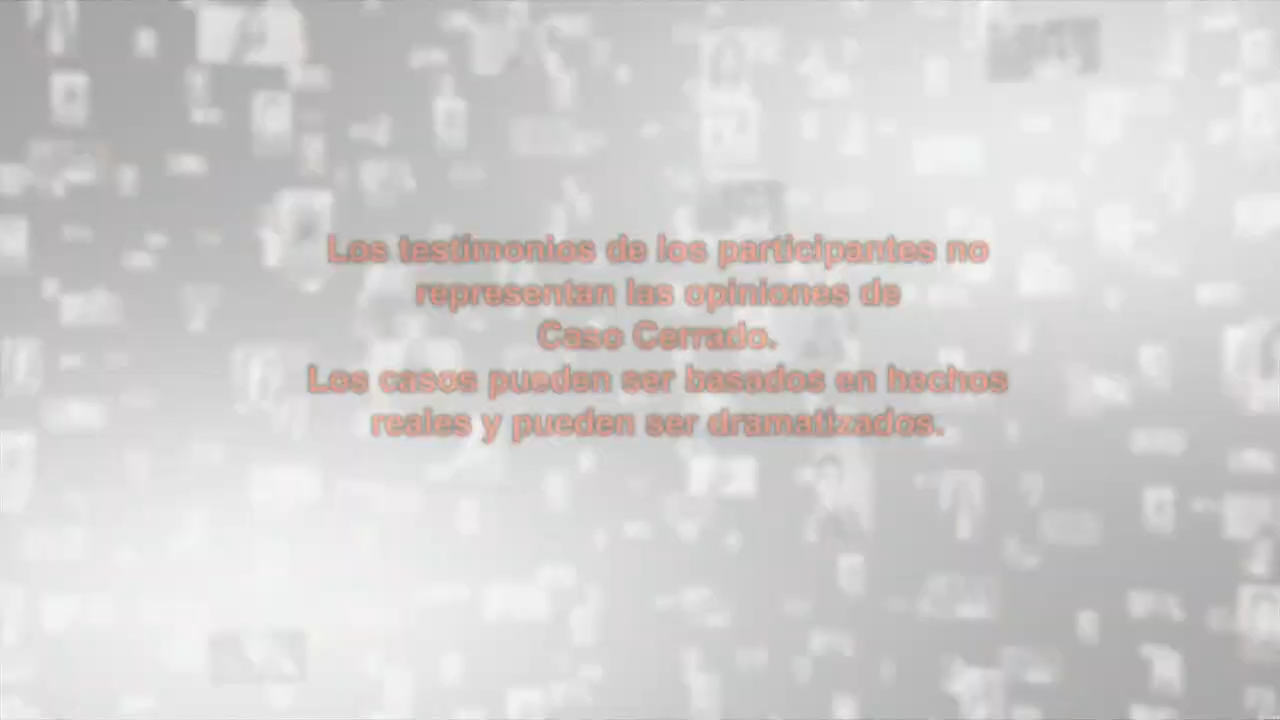 Los testimonios de los participantes no
representan las opiniones de
Caso Cerrado.
Los casos pueden ser basados en hechos
reales y pueden ser dramatizados.